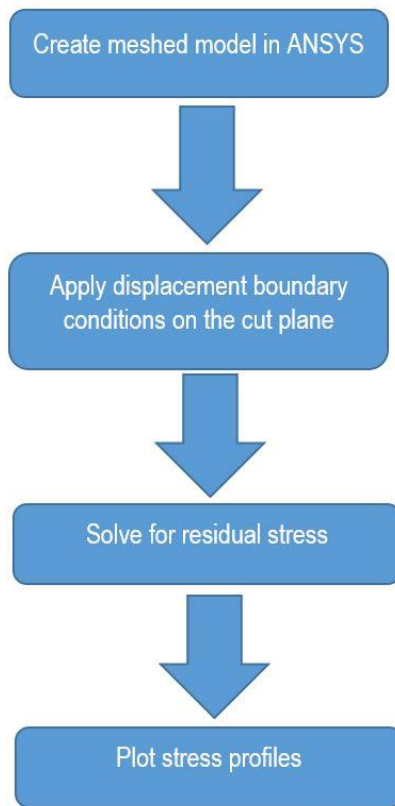 Create meshed model in ANSYS
Apply displacement boundary
conditions on the cut plane
Solve for residual stress
Plot stress profiles